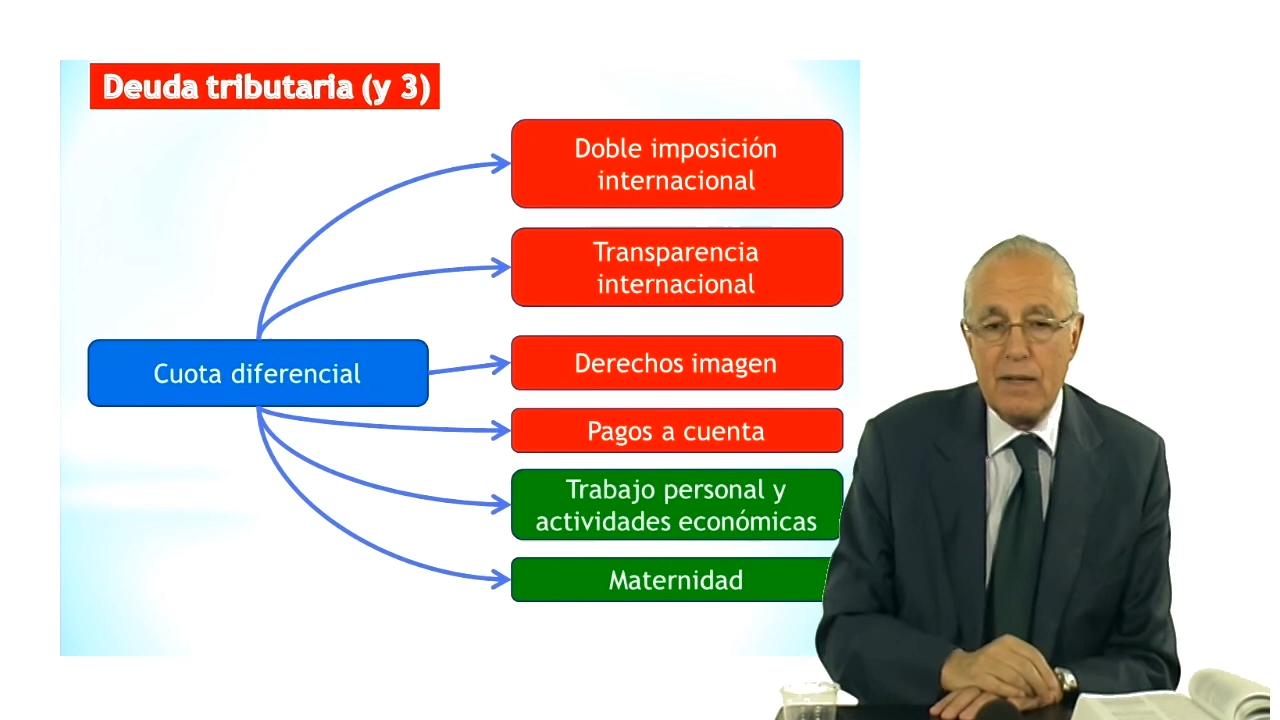 Deuda tributaria (y 3)
Doble imposición
internacional
Transparencia
internacional
Cuota diferencial
Derechos imagen
Pagos a cuenta
Trabajo personal y
actividades económicas
Maternidad